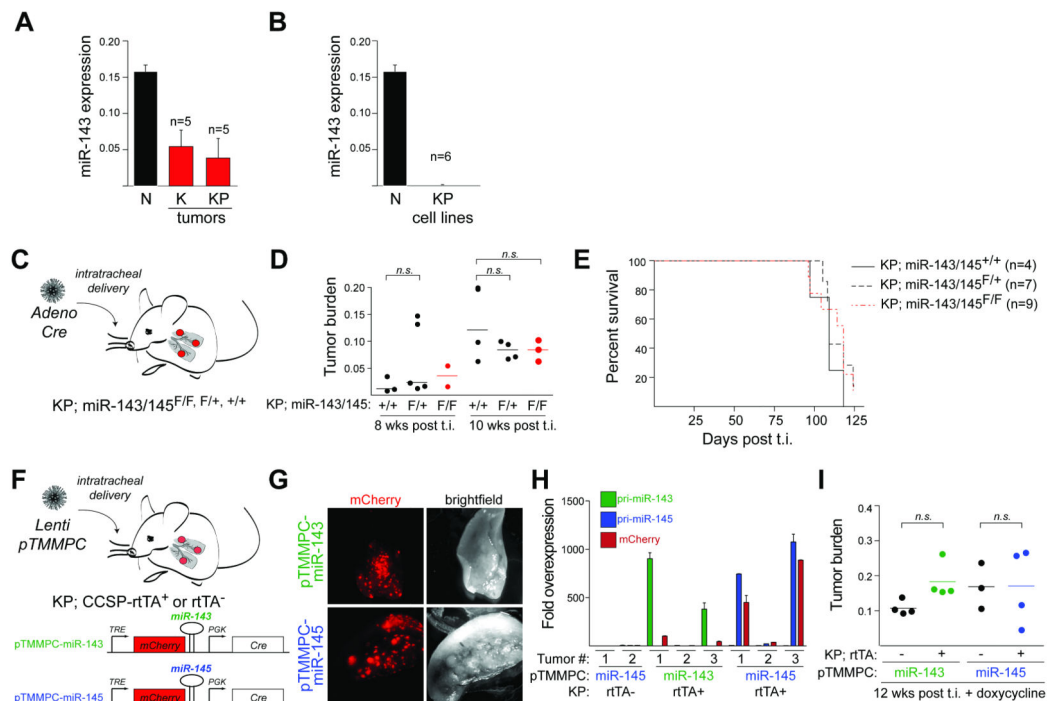 A
miR-143 expression
0.20
0.15
0.10
0.05
n=5
n=5
N
K
KP
tumors
B
miR-143 expression
0.20
0.15
0.10
0.05
n=6
N
KP
cell lines
C
intratracheal
delivery
Adeno
Cre
KP; miR-143/145F/F, F/+, +/+
D
Tumor burden
0.20
0.15
0.10
0.05
n.s.
n.s.
n.s.
KP; miR-143/145: +/+ F/+ F/F +/+ F/+ F/F
8 wks post t.i.
10 wks post t.i.
E
Percent survival
100
80
60
40
20
25 50 75 100 125
Days post t.i.
KP; miR-143/145+/+ (n=4)
KP; miR-143/145F/+ (n=7)
KP; miR-143/145F/F (n=9)
F
intratracheal
delivery
Lenti
pTMMPC
KP; CCSP-rtTA+ or rtTA-
miR-143
pTMMPC-miR-143 TRE mCherry PGK Cre
miR-145
pTMMPC-miR-145 TRE mCherry PGK Cre
G
mCherry
brightfield
pTMMPC-
miR-143
pTMMPC-
miR-145
H
Fold overexpression
1500
1000
500
0
pri-miR-143
pri-miR-145
mCherry
Tumor #: 1 2 1 2 3 1 2 3
pTMMPC: miR-145 miR-143 miR-145
KP: rtTA- rtTA+ rtTA+
I
Tumor burden
0.4
0.3
0.2
0.1
n.s.
n.s.
KP; rtTA: - + - +
pTMMPC: miR-143 miR-145
12 wks post t.i. + doxycycline